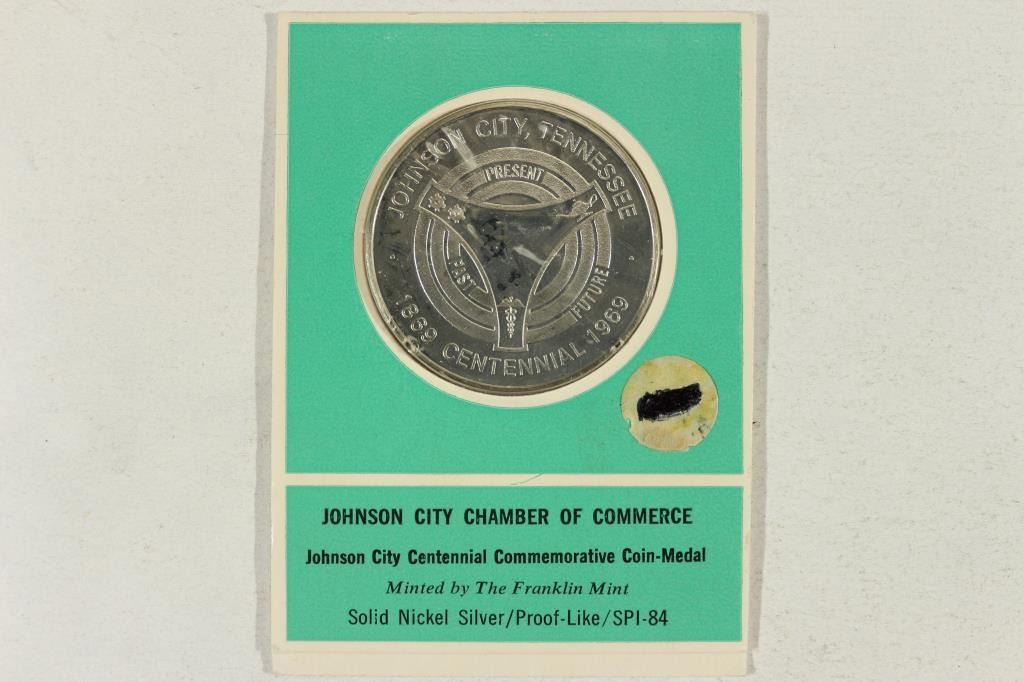 JOHNSON CITY, TENNESSEE
PRESENT
PAST
FUTURE
1869 CENTENNIAL 1969
JOHNSON CITY CHAMBER OF COMMERCE
Johnson City Centennial Commemorative Coin-Medal
Minted by The Franklin Mint
Solid Nickel Silver/Proof-Like/SPI-84